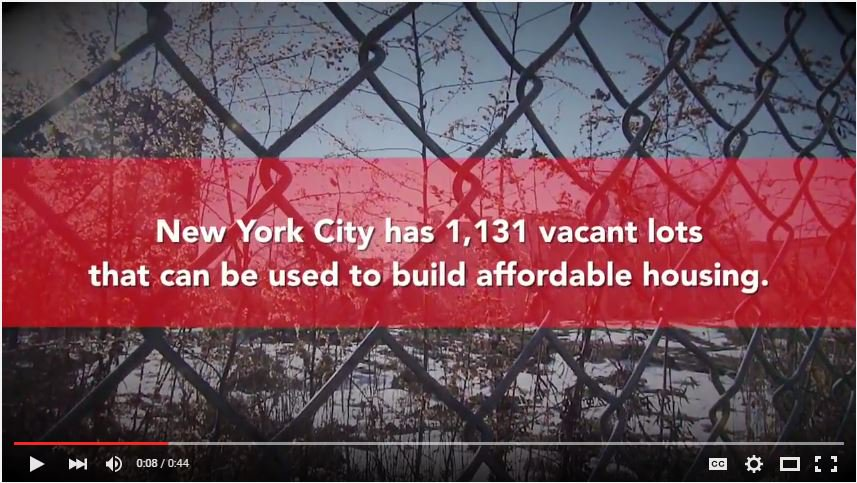 New York City has 1,131 vacant lots
that can be used to build affordable housing.
0:08 / 0:44
CC